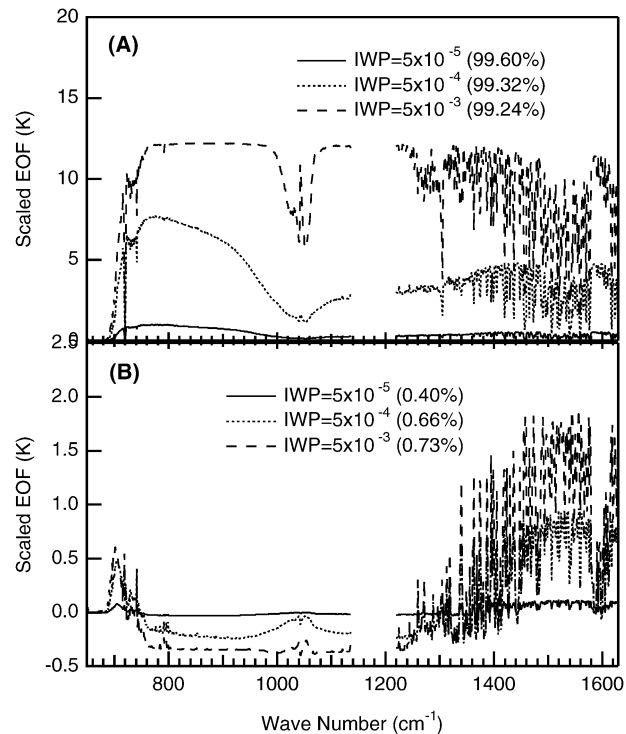 20
(A)
IWP=5x10 -5 (99.60%)
IWP=5x10 -4 (99.32%)
IWP=5x10 -3 (99.24%)
15
10
5
0
Scaled EOF (K)
2.5
(B)
IWP=5x10 -5 (0.40%)
IWP=5x10 -4 (0.66%)
IWP=5x10 -3 (0.73%)
2.0
1.5
1.0
0.5
0.0
-0.5
Scaled EOF (K)
800 1000 1200 1400 1600
Wave Number (cm-1)